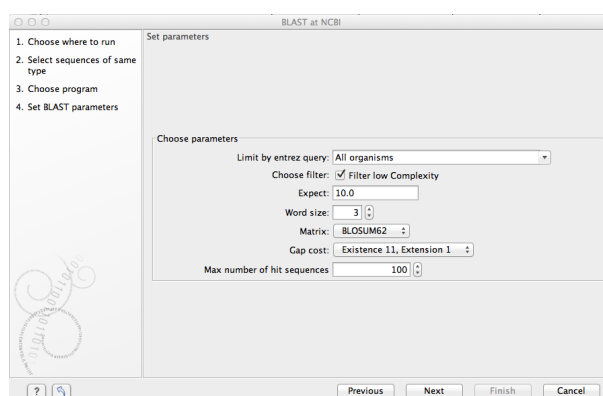 BLAST at NCBI
1. Choose where to run
2. Select sequences of same
type
3. Choose program
4. Set BLAST parameters
Set parameters
Choose parameters
Limit by entrez query: All organisms
Choose filter: Filter low Complexity
Expect: 10.0
Word size: 3
Matrix: BLOSUM62
Gap cost: Existence 11, Extension 1
Max number of hit sequences 100
? Previous Next Finish Cancel